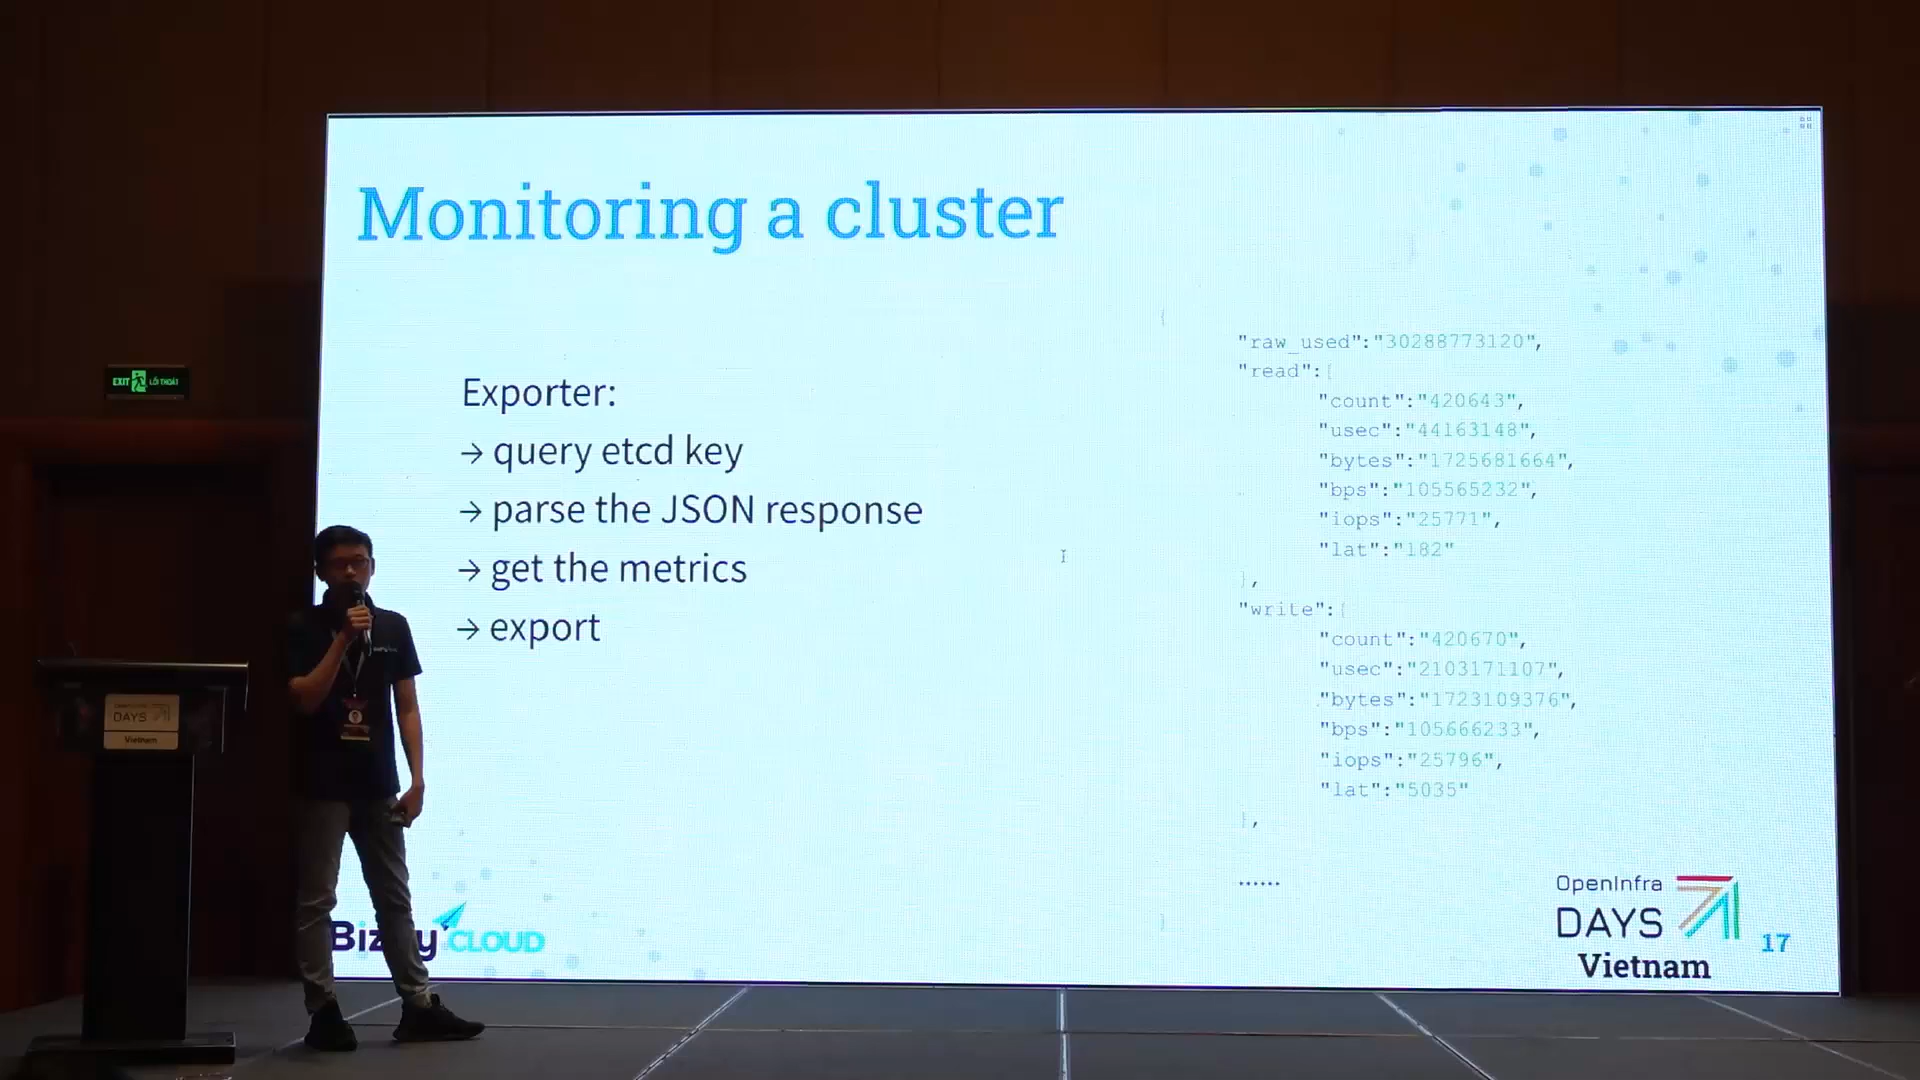 Monitoring a cluster
Exporter:
→ query etcd key
→ parse the JSON response
→ get the metrics
→ export
{
"raw_used":"30288773120",
"read":{
"count":"420643",
"usec":"44163148",
"bytes":"1725681664",
"bps":"105565232",
"iops":"25771",
"lat":"182"
},
"write":{
"count":"420670",
"usec":"2103171107",
"bytes":"1723109376",
"bps":"105666233",
"iops":"25796",
"lat":"5035"
},
......
}
CLOUD
OpenInfra
DAYS
Vietnam
17
EXIT LỐI THOÁT
DAYS
Vietnam